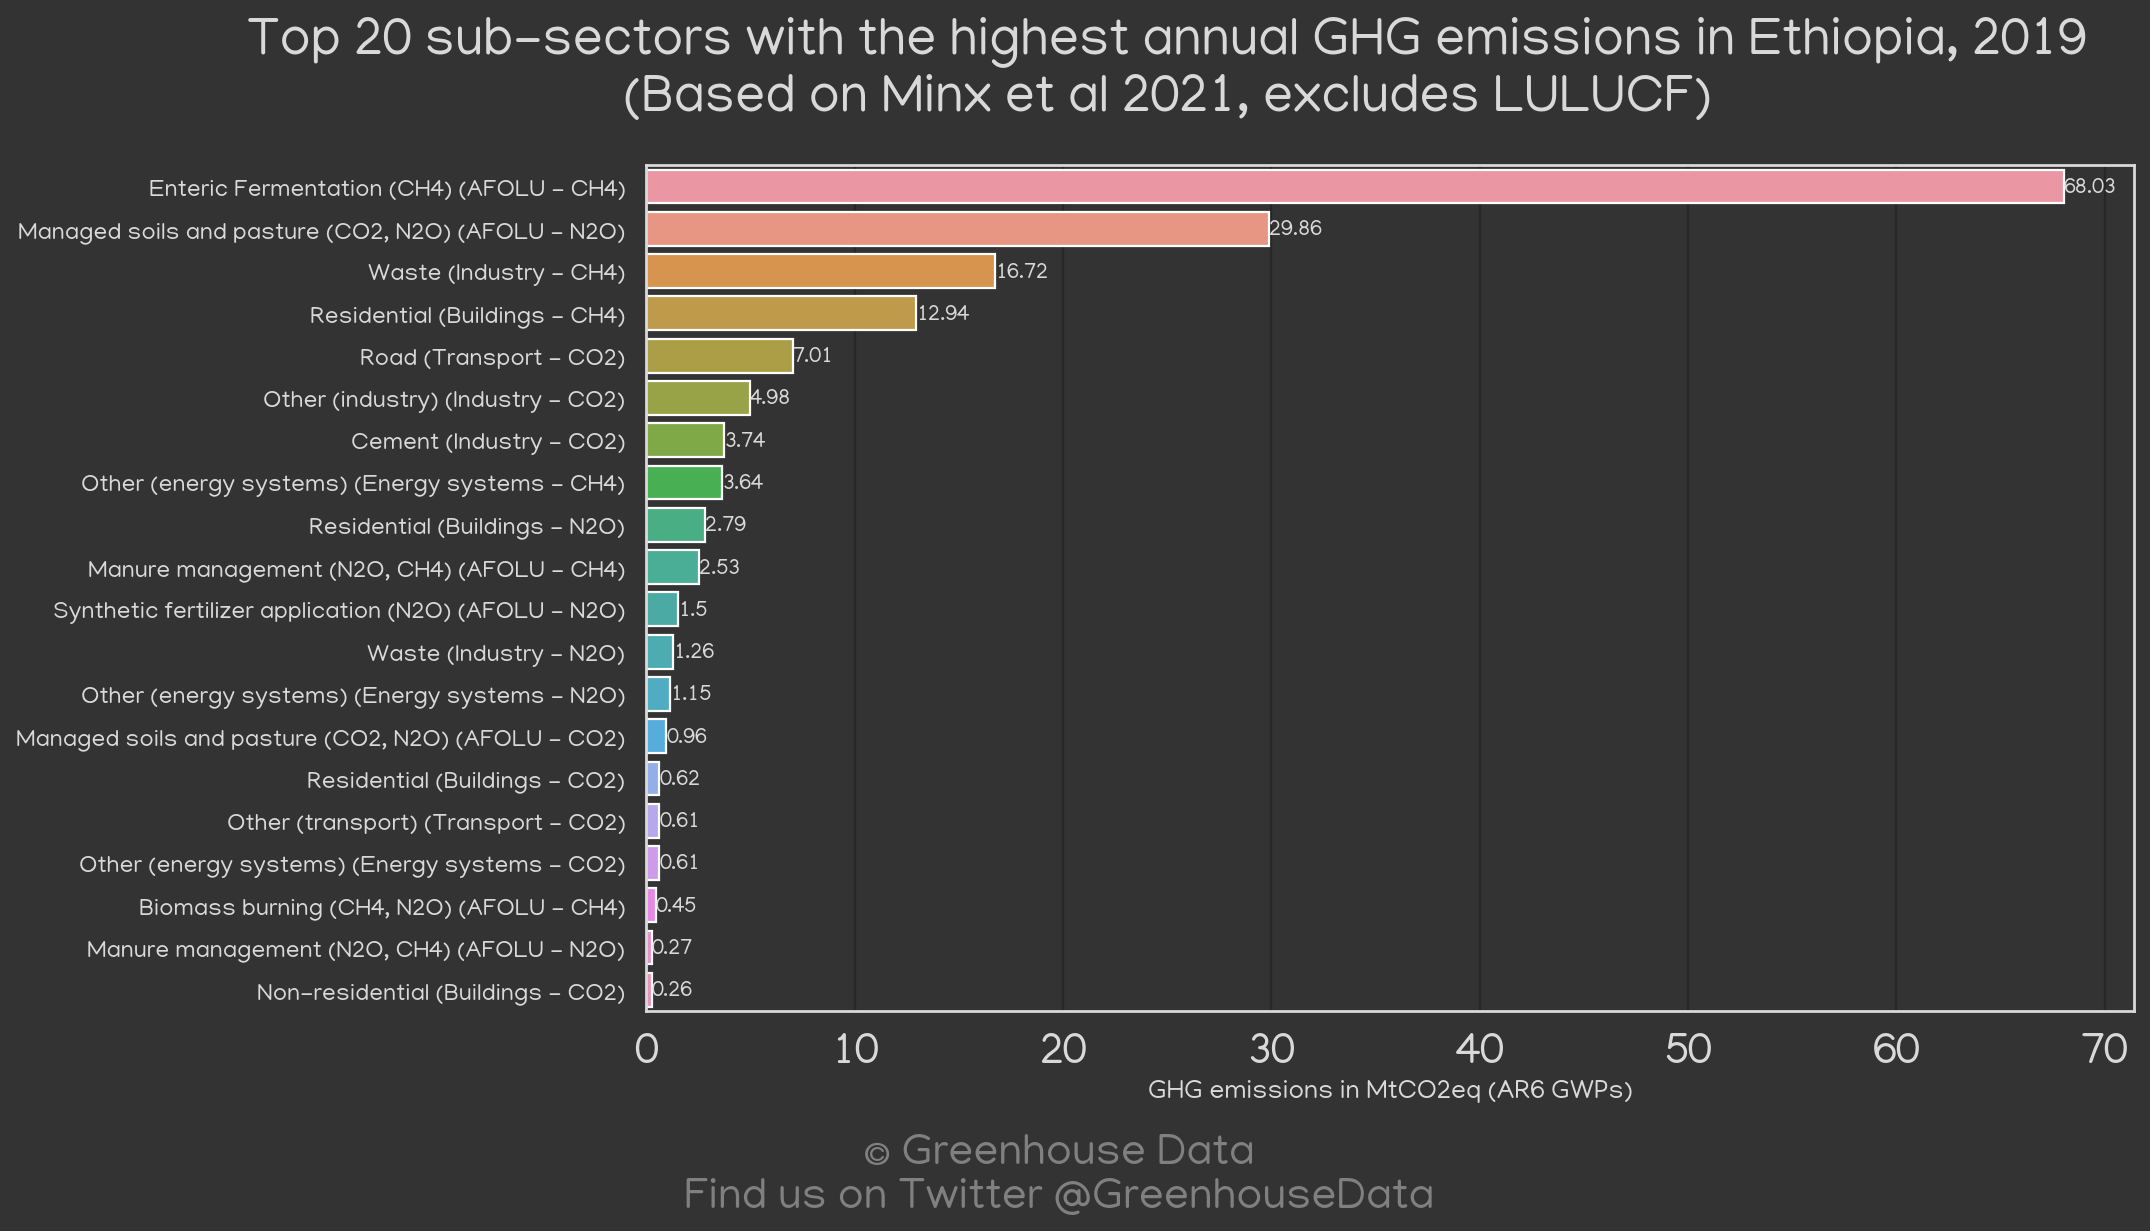 Top 20 sub-sectors with the highest annual GHG emissions in Ethiopia, 2019
(Based on Minx et al 2021, excludes LULUCF)
Enteric Fermentation (CH4) (AFOLU - CH4) 68.03
Managed soils and pasture (CO2, N2O) (AFOLU - N2O) 29.86
Waste (Industry - CH4) 16.72
Residential (Buildings - CH4) 12.94
Road (Transport - CO2) 7.01
Other (industry) (Industry - CO2) 4.98
Cement (Industry - CO2) 3.74
Other (energy systems) (Energy systems - CH4) 3.64
Residential (Buildings - N2O) 2.79
Manure management (N2O, CH4) (AFOLU - CH4) 2.53
Synthetic fertilizer application (N2O) (AFOLU - N2O) 1.5
Waste (Industry - N2O) 1.26
Other (energy systems) (Energy systems - N2O) 1.15
Managed soils and pasture (CO2, N2O) (AFOLU - CO2) 0.96
Residential (Buildings - CO2) 0.62
Other (transport) (Transport - CO2) 0.61
Other (energy systems) (Energy systems - CO2) 0.61
Biomass burning (CH4, N2O) (AFOLU - CH4) 0.45
Manure management (N2O, CH4) (AFOLU - N2O) 0.27
Non-residential (Buildings - CO2) 0.26
0 10 20 30 40 50 60 70
GHG emissions in MtCO2eq (AR6 GWPs)
© Greenhouse Data
Find us on Twitter @GreenhouseData